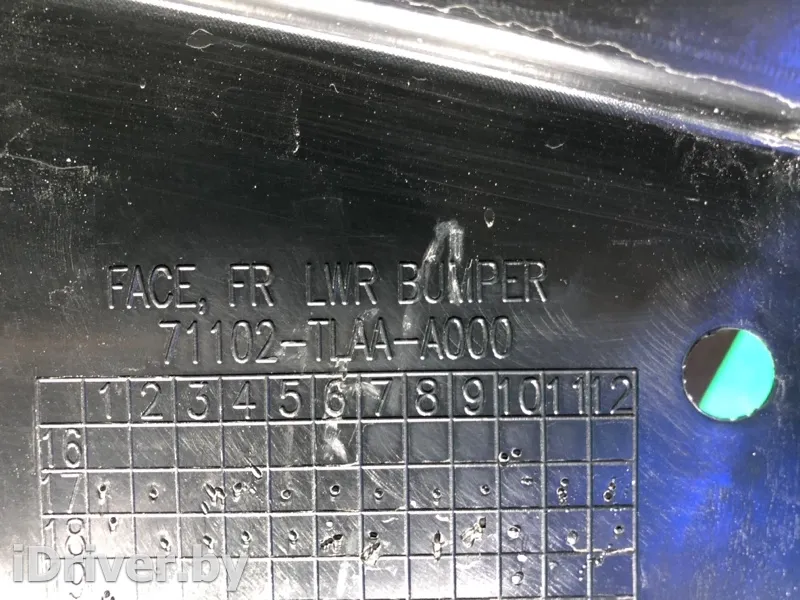 FACE, FR LWR BUMPER
71102-TLAA-A000
1 2 3 4 5 6 7 8 9 10 11 12
16
17
18
iDriver.by